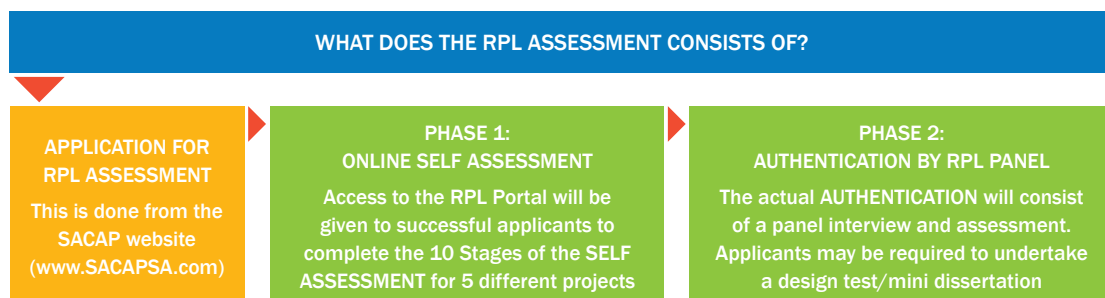 WHAT DOES THE RPL ASSESSMENT CONSISTS OF?
APPLICATION FOR
RPL ASSESSMENT
This is done from the
SACAP website
(www.SACAPSA.com)
PHASE 1:
ONLINE SELF ASSESSMENT
Access to the RPL Portal will be
given to successful applicants to
complete the 10 Stages of the SELF
ASSESSMENT for 5 different projects
PHASE 2:
AUTHENTICATION BY RPL PANEL
The actual AUTHENTICATION will consist
of a panel interview and assessment.
Applicants may be required to undertake
a design test/mini dissertation